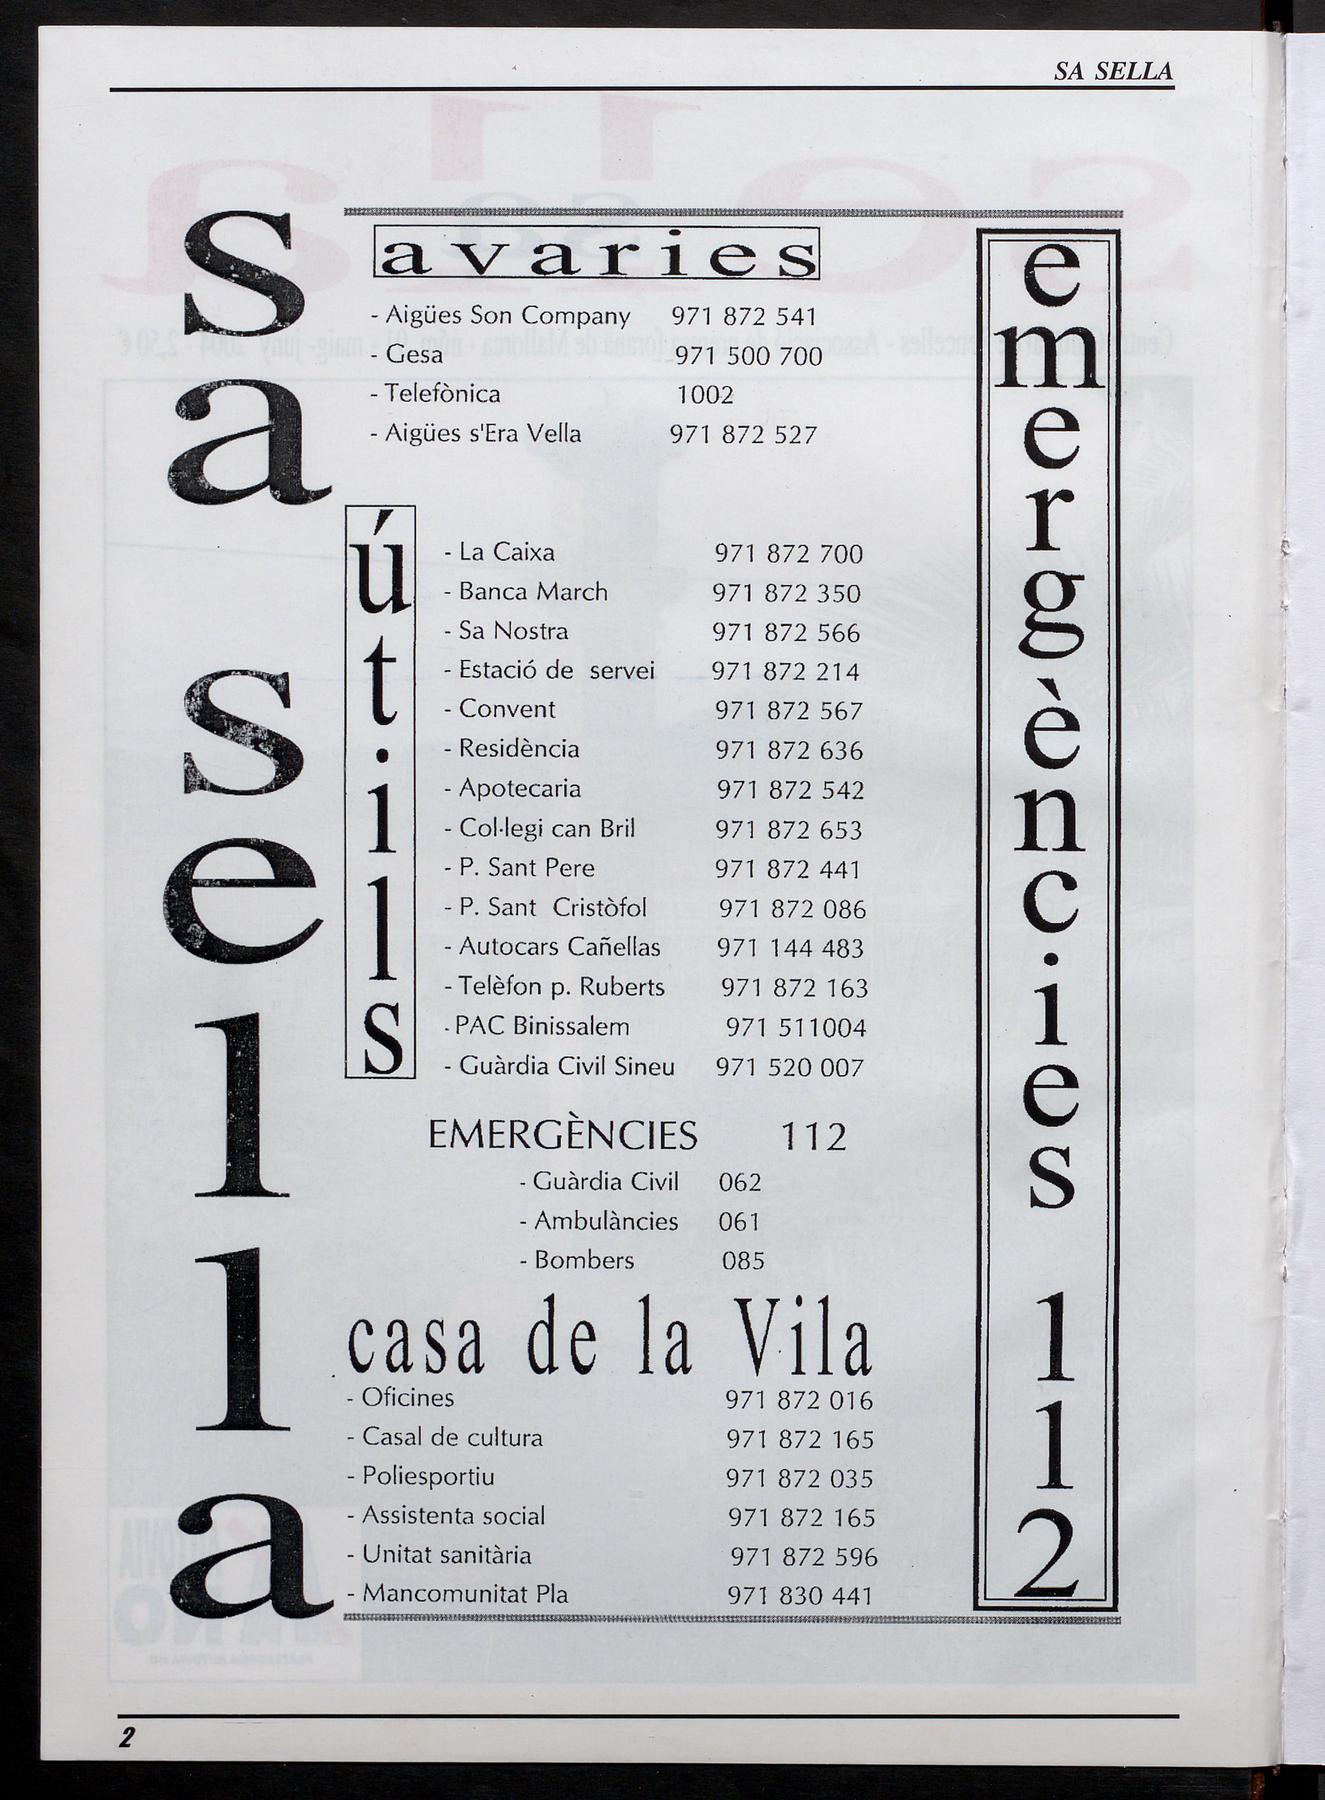 SA SELLA
sa sella
avaries
- Aigües Son Company 971 872 541
- Gesa 971 500 700
- Telefònica 1002
- Aigües s'Era Vella 971 872 527
útils
- La Caixa 971 872 700
- Banca March 971 872 350
- Sa Nostra 971 872 566
- Estació de servei 971 872 214
- Convent 971 872 567
- Residència 971 872 636
- Apotecaria 971 872 542
- Col·legi can Bril 971 872 653
- P. Sant Pere 971 872 441
- P. Sant Cristòfol 971 872 086
- Autocars Cañellas 971 144 483
- Telèfon p. Ruberts 971 872 163
- PAC Binissalem 971 511004
- Guàrdia Civil Sineu 971 520 007
EMERGÈNCIES 112
- Guàrdia Civil 062
- Ambulàncies 061
- Bombers 085
casa de la Vila
- Oficines 971 872 016
- Casal de cultura 971 872 165
- Poliesportiu 971 872 035
- Assistenta social 971 872 165
- Unitat sanitària 971 872 596
- Mancomunitat Pla 971 830 441
emergències 112
2